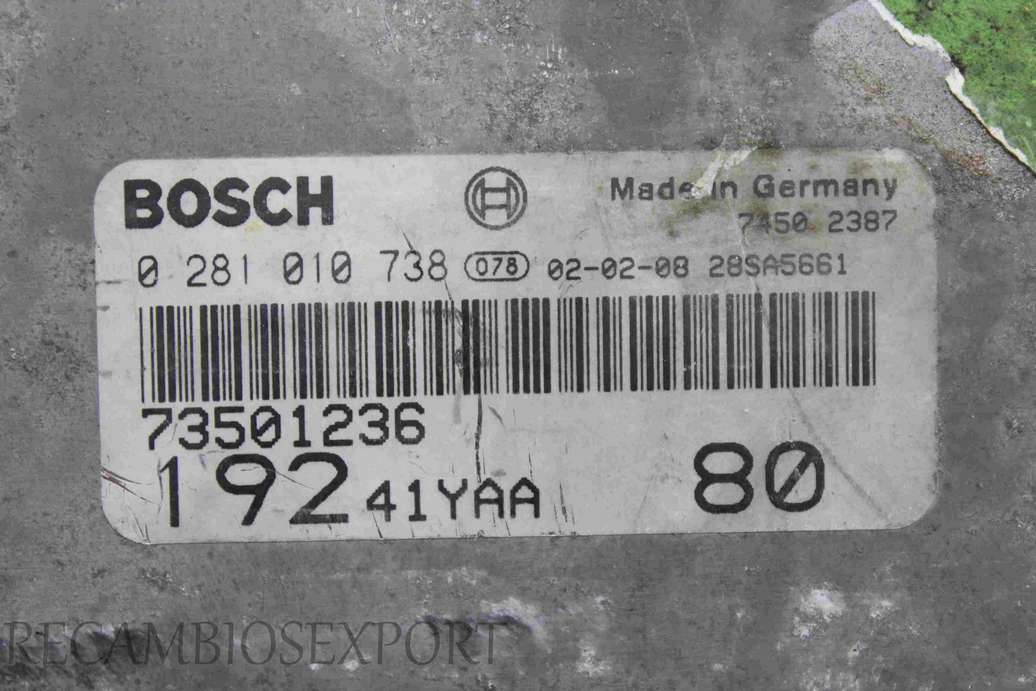 BOSCH Made in Germany
7450 2387
0 281 010 738 078 02-02-08 28SA5661
73501236
192 41YAA 80
RECAMBIOSEXPORT